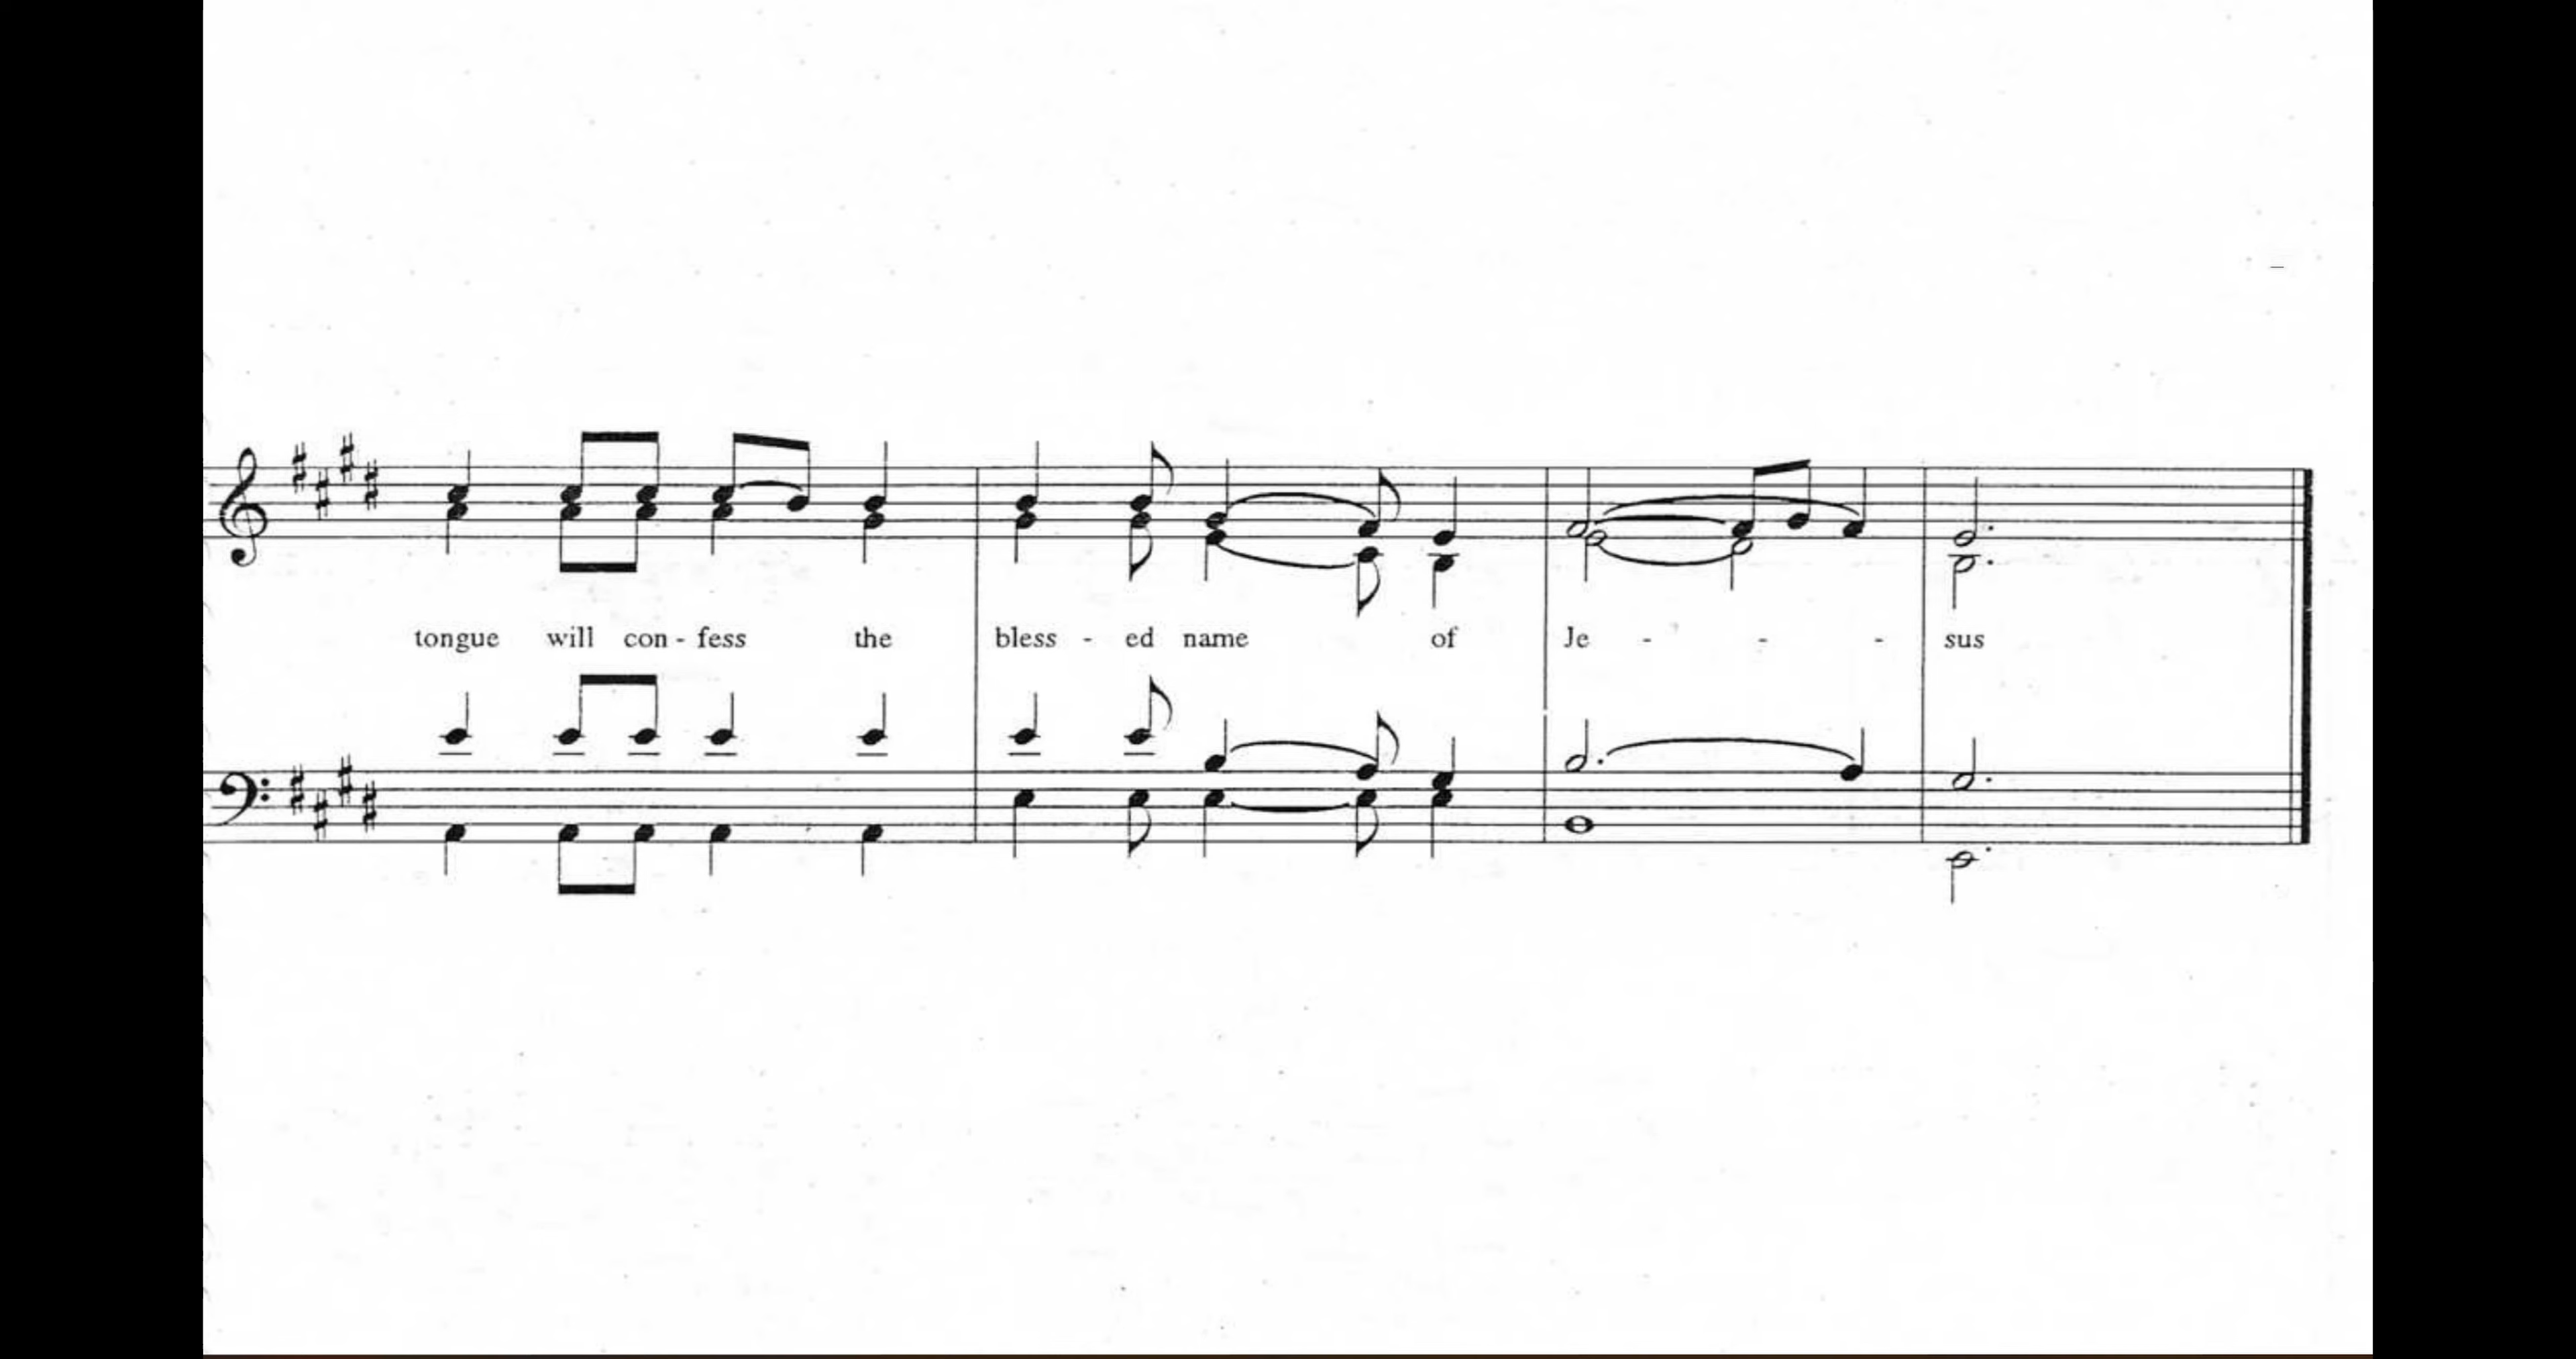 tongue will con - fess the bless - ed name of Je - - - sus